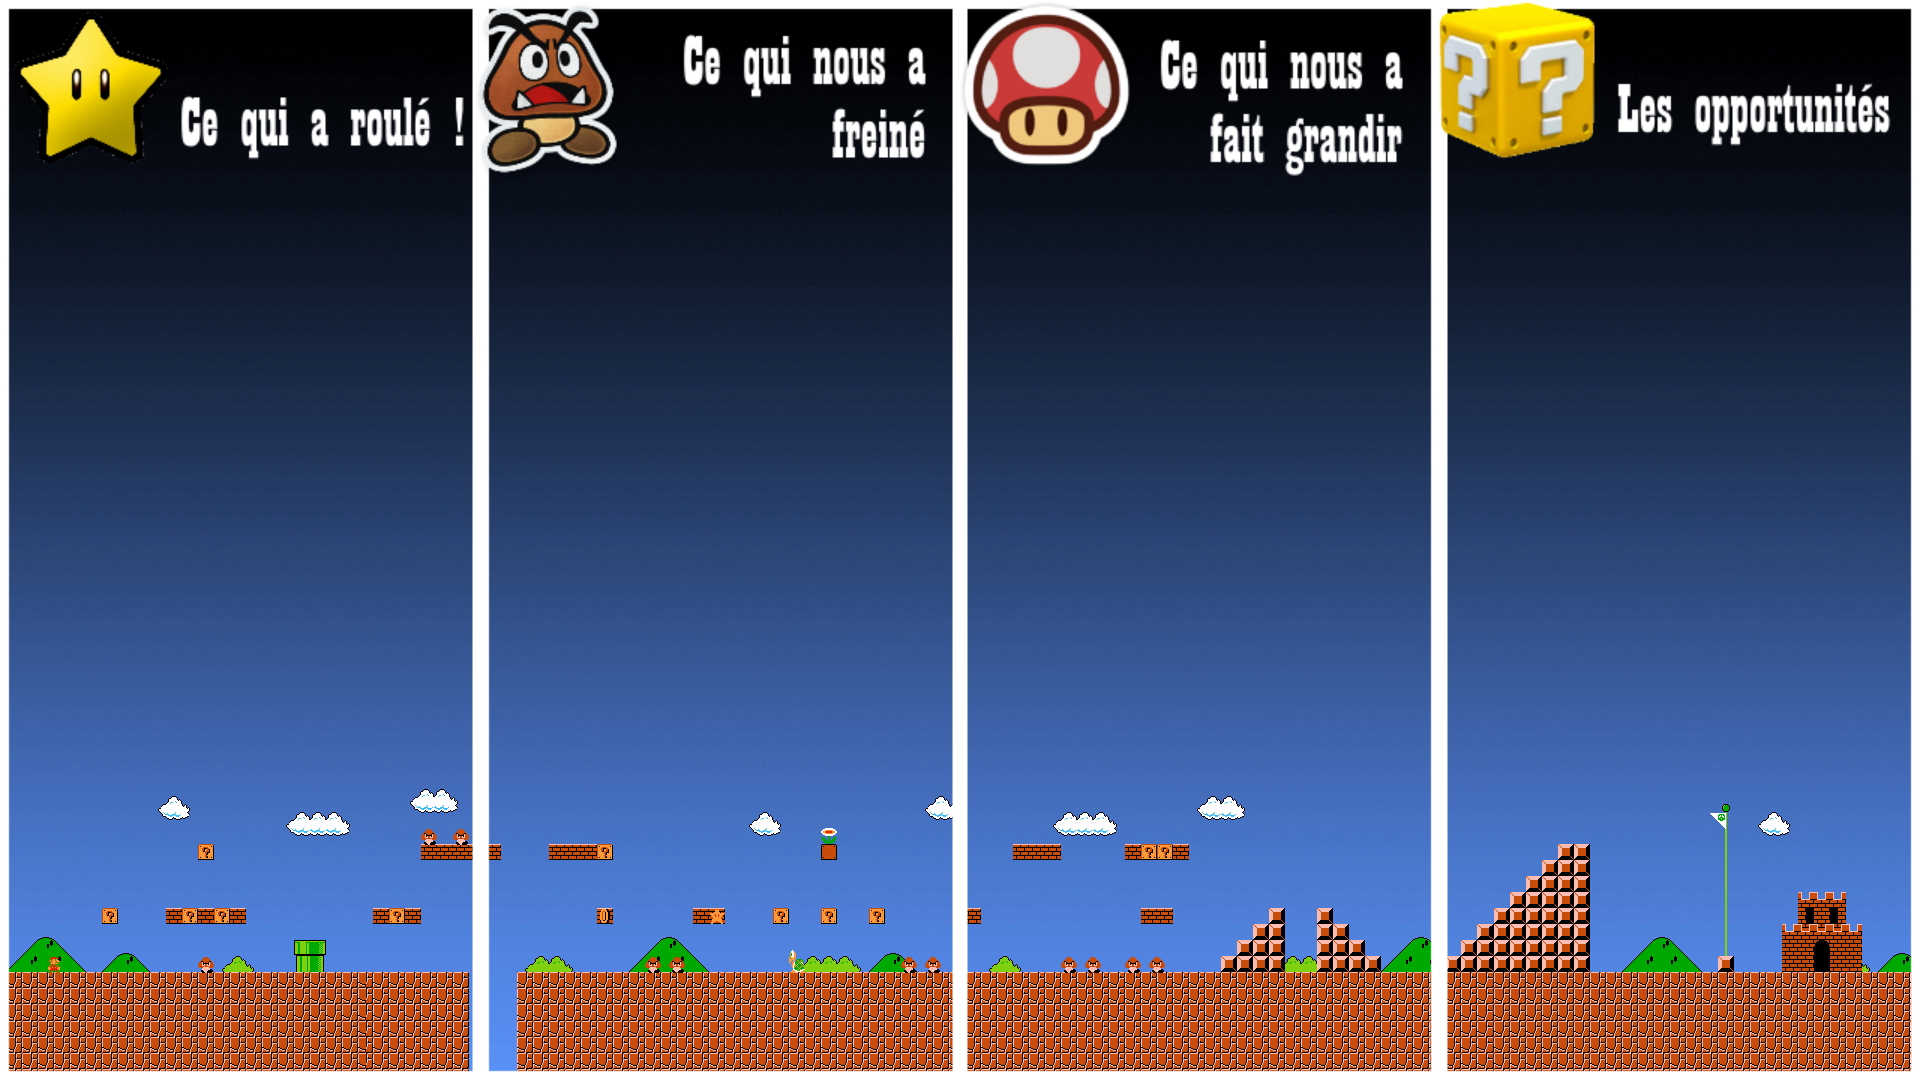 Ce qui a roulé !
Ce qui nous a
freiné
Ce qui nous a
fait grandir
? ?
Les opportunités